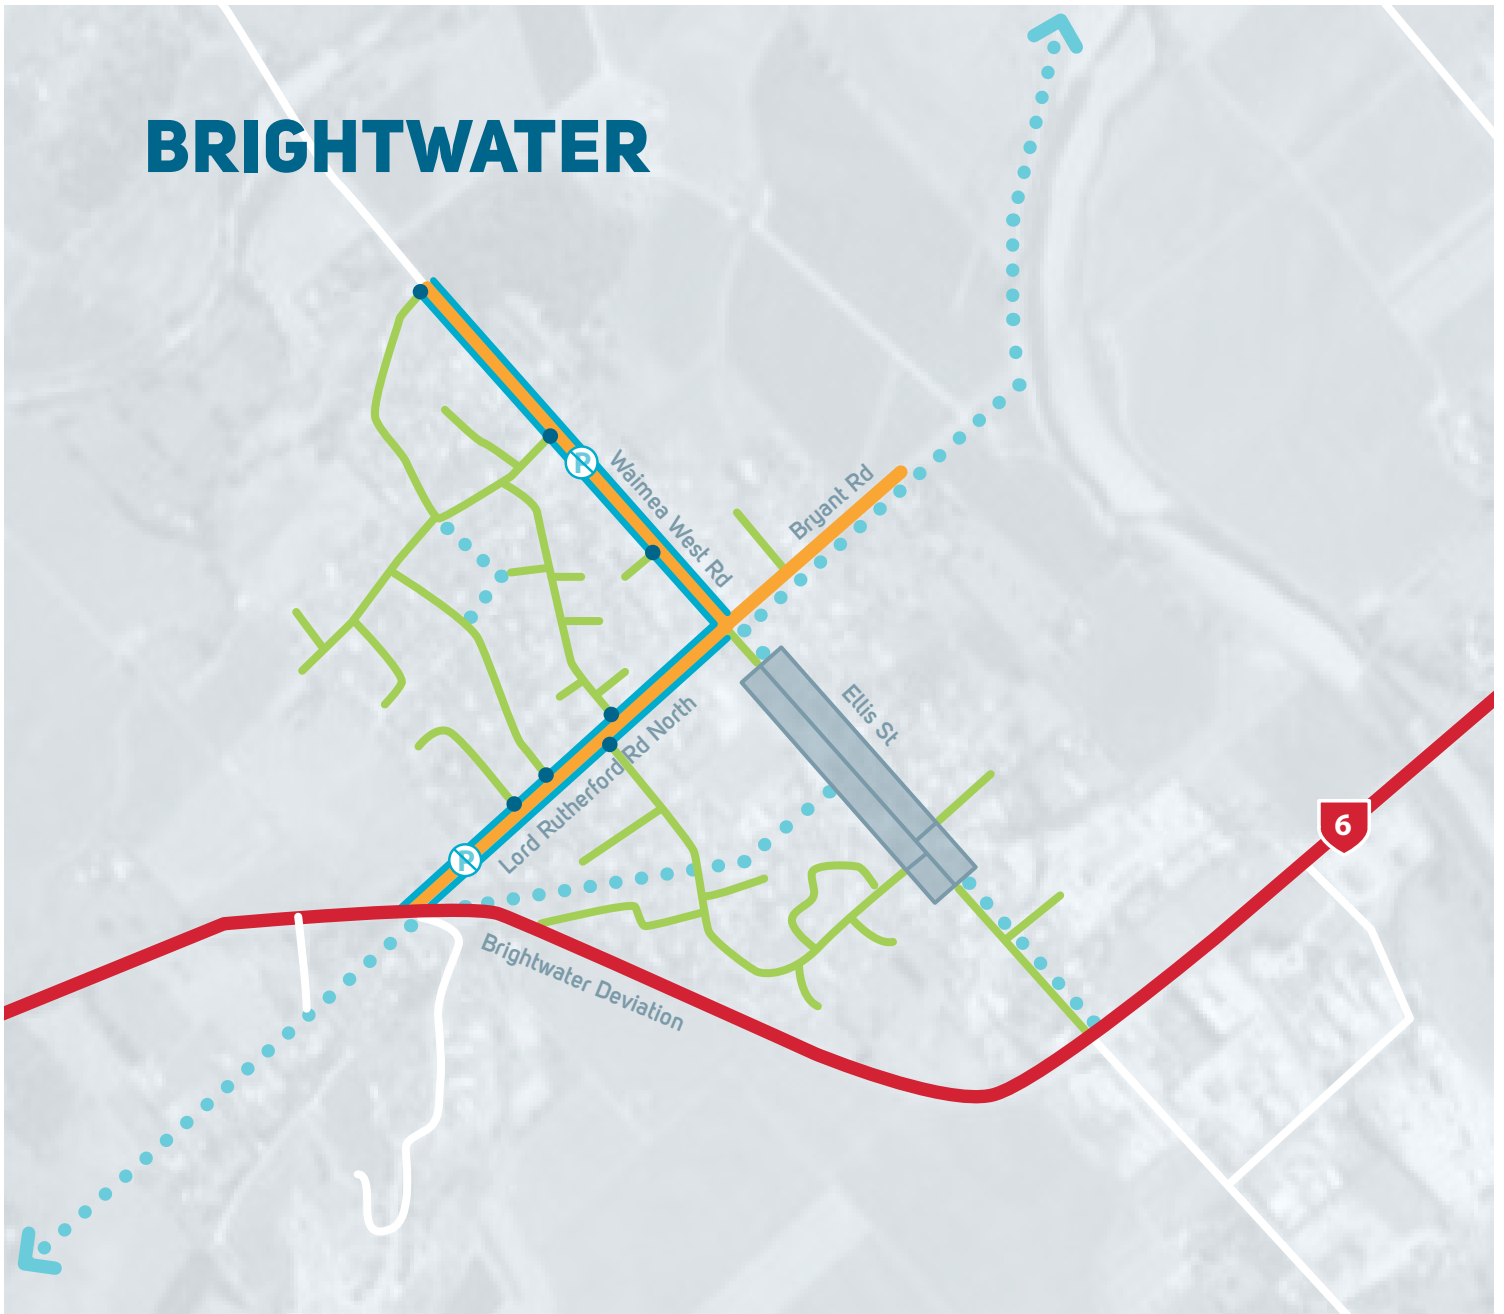 BRIGHTWATER
P
Waimea West Rd
Bryant Rd
Ellis St
Lord Rutherford Rd North
P
6
Brightwater Deviation